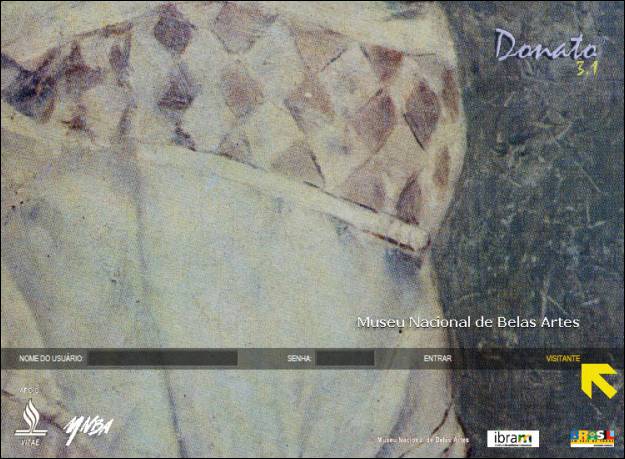 Donato
3.1
Museu Nacional de Belas Artes
NOME DO USUÁRIO: SENHA: ENTRAR VISITANTE
APOIO
VITAE
MNBA
Museu Nacional de Belas Artes
ibram
BRASIL